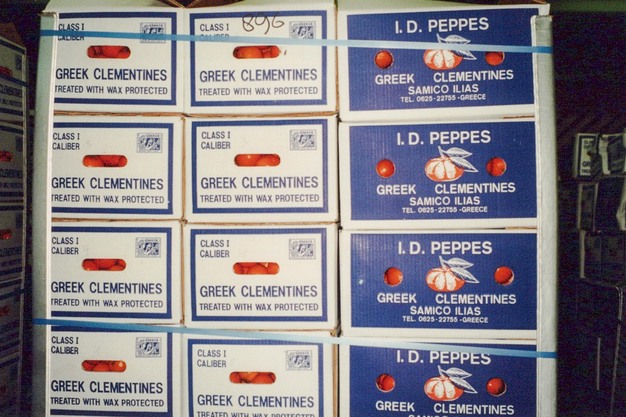 CLASS I
CALIBER
GREEK CLEMENTINES
TREATED WITH WAX PROTECTED
CLASS I
896
CALIBER
GREEK CLEMENTINES
TREATED WITH WAX PROTECTED
I. D. PEPPES
GREEK CLEMENTINES
SAMICO ILIAS
TEL. 0625-22755-GREECE
CLASS I
CALIBER
GREEK CLEMENTINES
TREATED WITH WAX PROTECTED
CLASS I
CALIBER
GREEK CLEMENTINES
TREATED WITH WAX PROTECTED
I. D. PEPPES
GREEK CLEMENTINES
SAMICO ILIAS
TEL. 0625-22755-GREECE
CLASS I
CALIBER
GREEK CLEMENTINES
TREATED WITH WAX PROTECTED
CLASS I
CALIBER
GREEK CLEMENTINES
TREATED WITH WAX PROTECTED
I. D. PEPPES
GREEK CLEMENTINES
SAMICO ILIAS
TEL. 0625-22755-GREECE
CLASS I
CALIBER
GREEK CLEMENTINES
TREATED WITH WAX PROTECTED
CLASS I
CALIBER
GREEK CLEMENTINES
TREATED WITH WAX PROTECTED
I. D. PEPPES
GREEK CLEMENTINES
SAMICO ILIAS